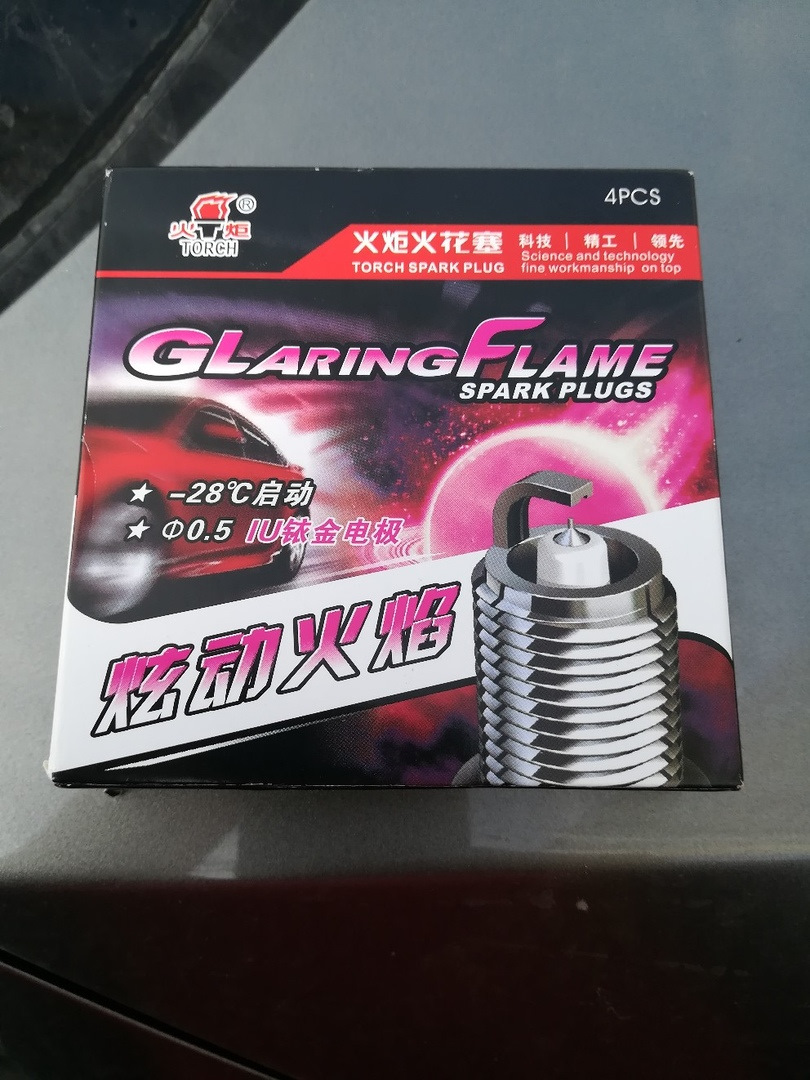 4PCS
®
火炬
TORCH
火炬火花塞
TORCH SPARK PLUG
科技 | 精工 | 领先
Science and technology
fine workmanship on top
GLARINGFLAME
SPARK PLUGS
★ -28℃启动
★ Φ0.5 IU铱金电极
炫动火焰